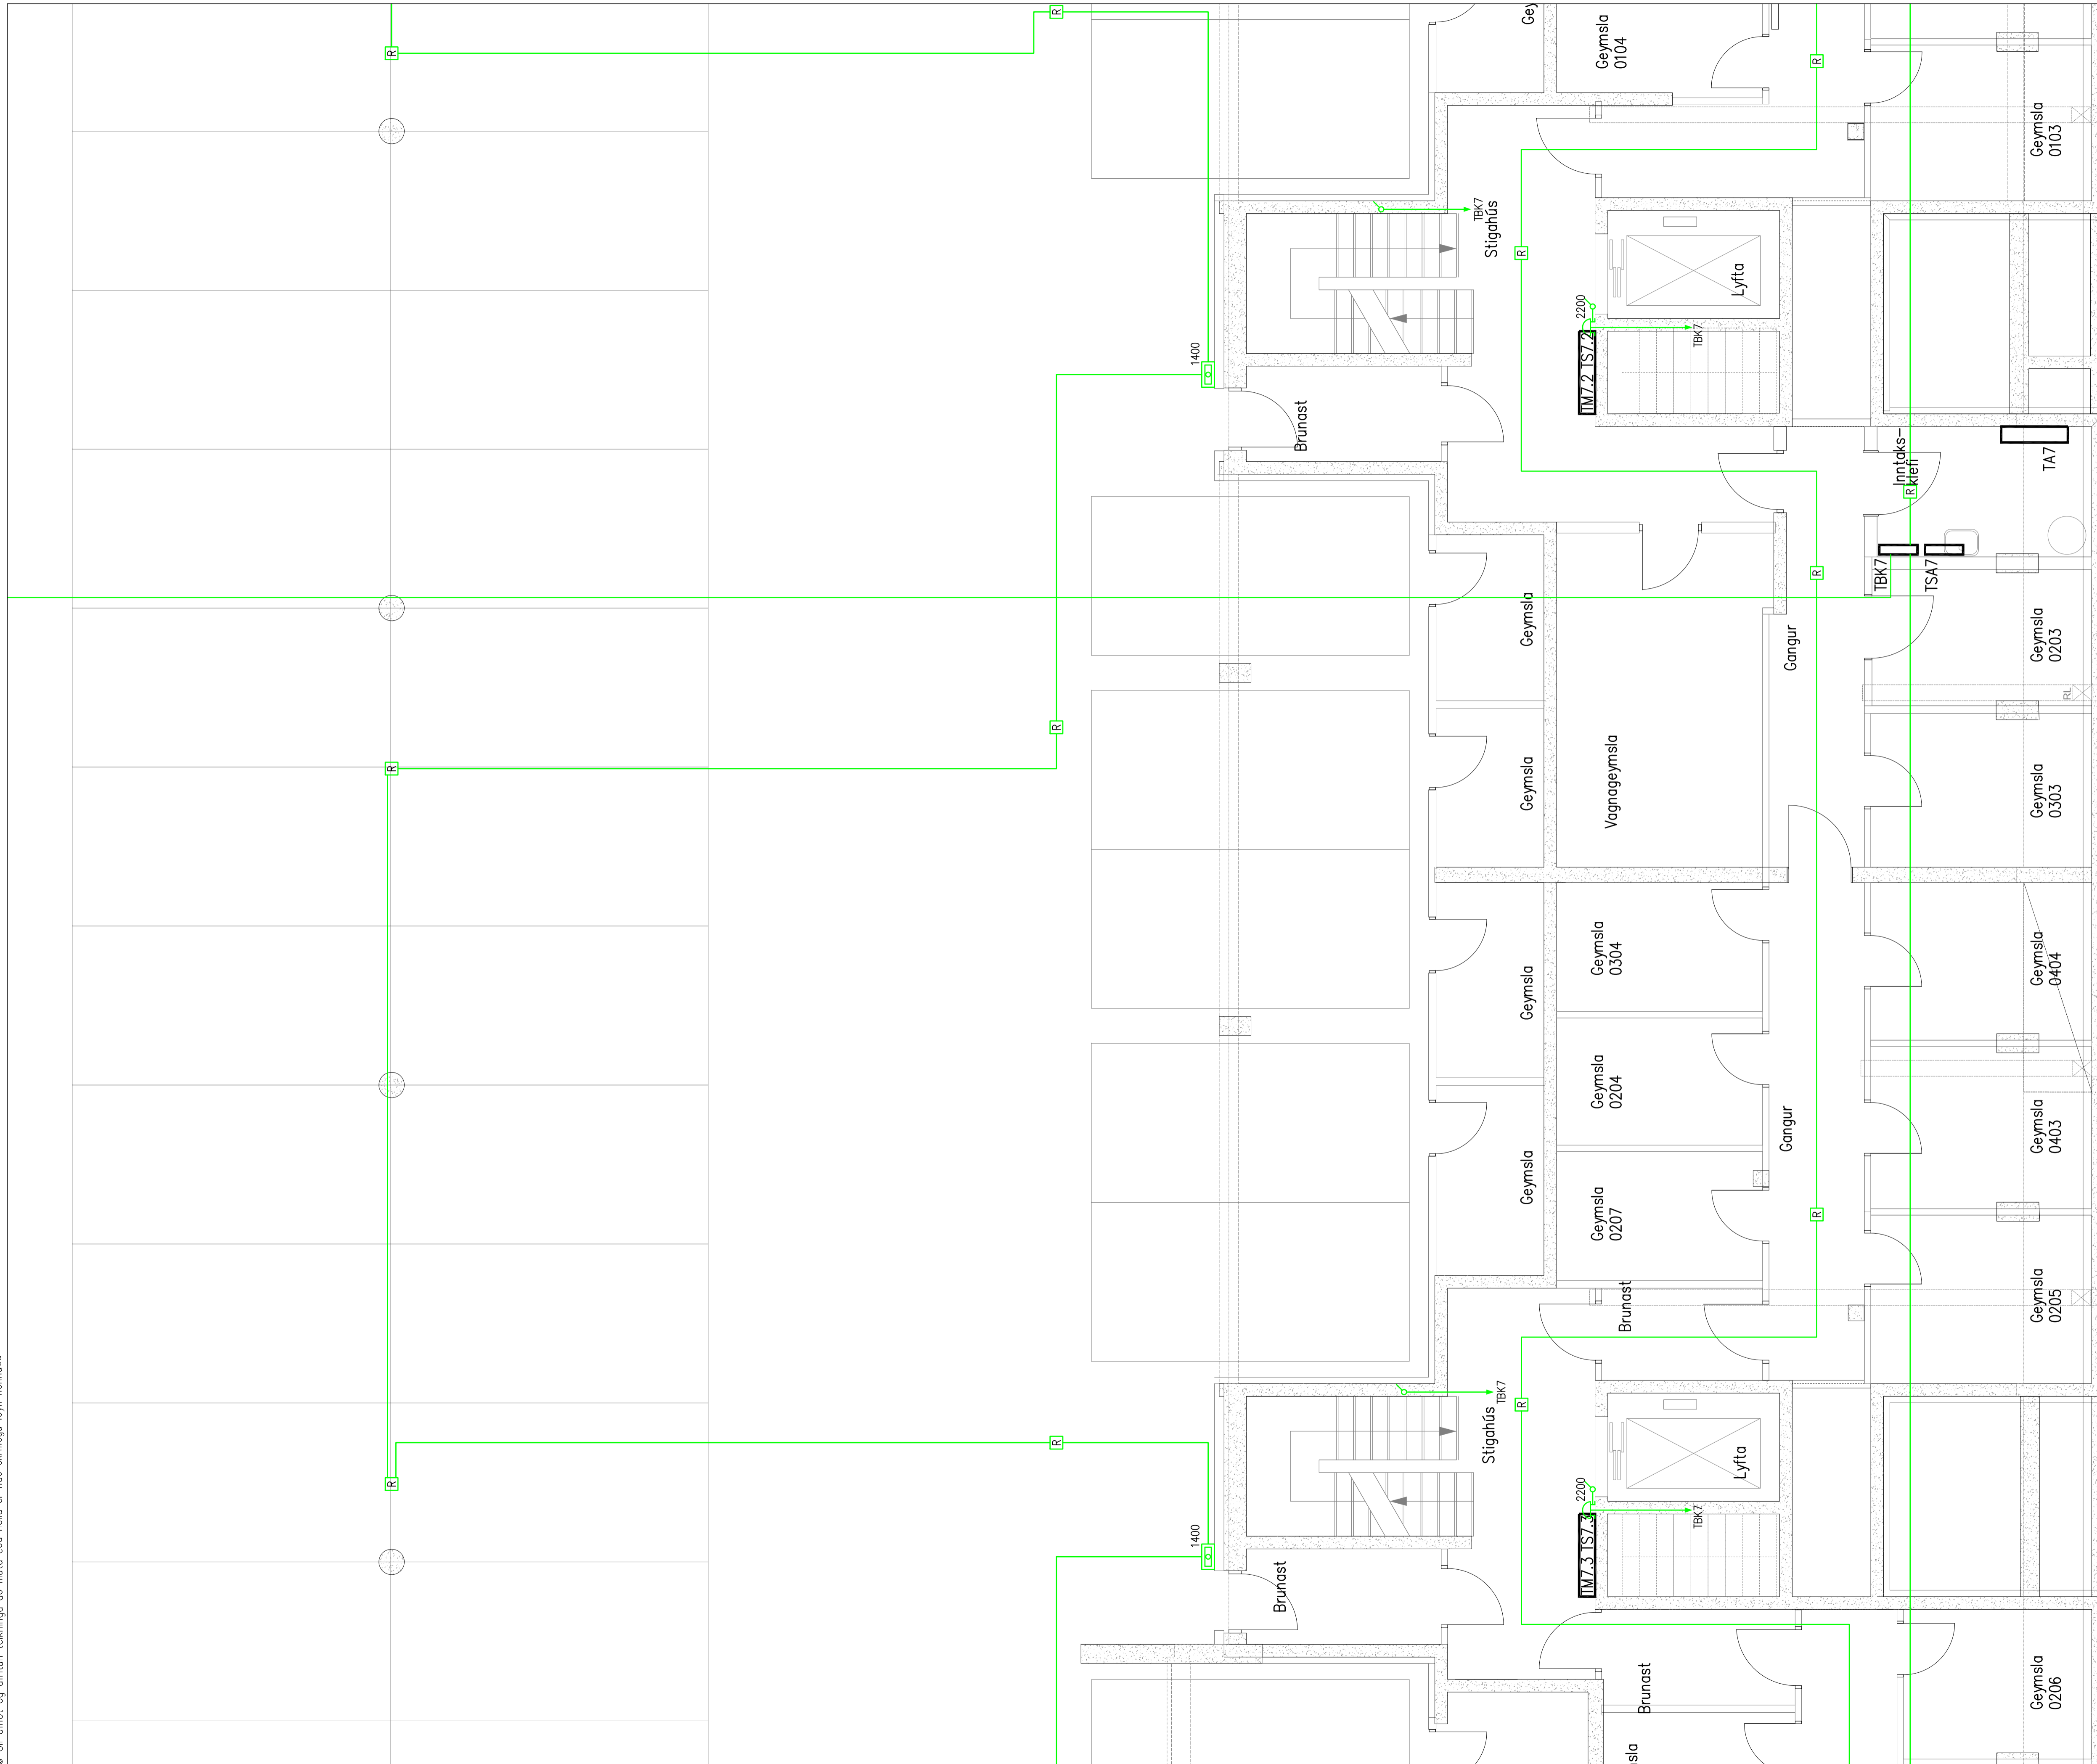 R
R
Gey
Geymsla
0104
R
Geymsla
0103
TBK7
Stigahús
R
Lyfta
2200
TM7.2 TS7.2
TBK7
1400
Brunast
Inntaks-
klefi
R
TA7
TBK7
TSA7
R
Geymsla
Gangur
Geymsla
0203
RL
R
R
Geymsla
Vagnageymsla
Geymsla
0303
Geymsla
Geymsla
0304
Geymsla
0404
Geymsla
0204
Gangur
Geymsla
0403
Geymsla
Geymsla
0207
R
Brunast
Geymsla
0205
TBK7
Stigahús
R
R
R
Lyfta
2200
TM7.3 TS7.3
TBK7
1400
Brunast
Brunast
Geymsla
0206
sla